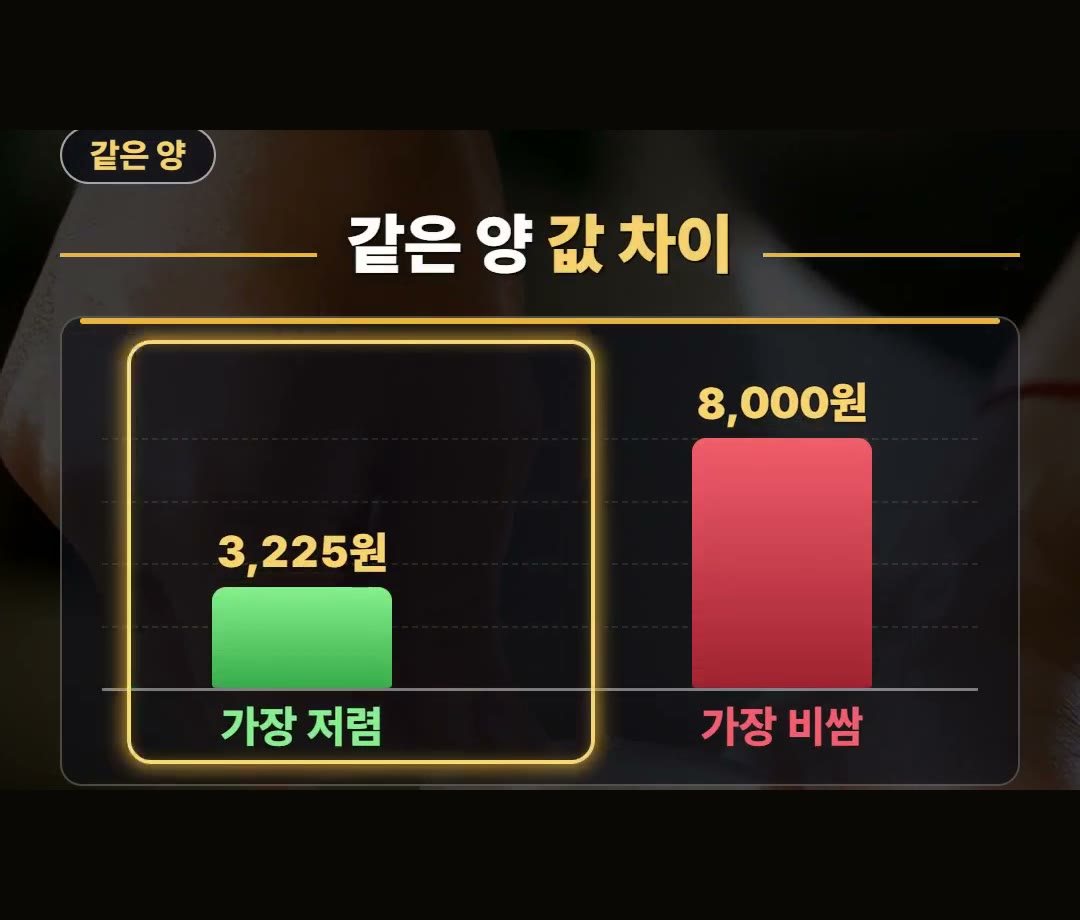 같은 양
같은 양 값 차이
8,000원
3,225원
가장 저렴
가장 비쌈